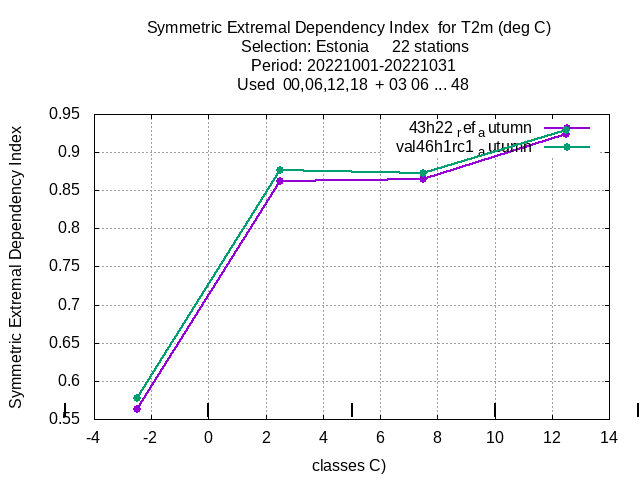 Symmetric Extremal Dependency Index  for T2m (deg C)
Selection: Estonia     22 stations
Period: 20221001-20221031
Used  00,06,12,18  + 03 06 ... 48
43h22 ref autumn
val46h1rc1 autumn
Symmetric Extremal Dependency Index
0.95
0.9
0.85
0.8
0.75
0.7
0.65
0.6
0.55
-4 -2 0 2 4 6 8 10 12 14
classes C)